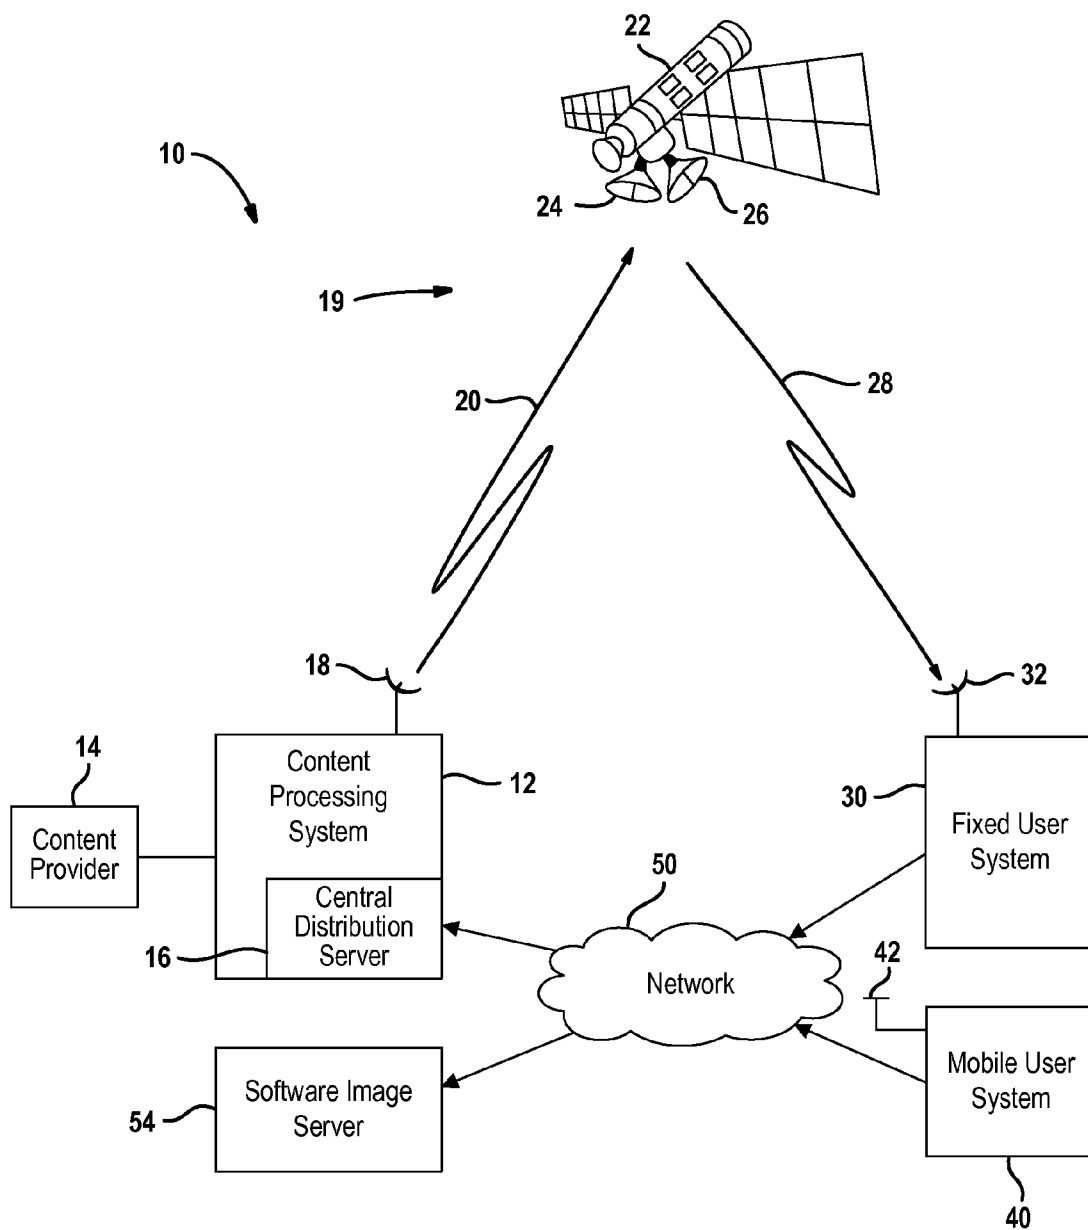 22
10
24
26
19
20
28
18
32
14
Content
Processing
System
12
30
Content
Provider
Fixed User
System
50
Central
Distribution
Server
16
42
Network
Software Image
Server
54
Mobile User
System
40